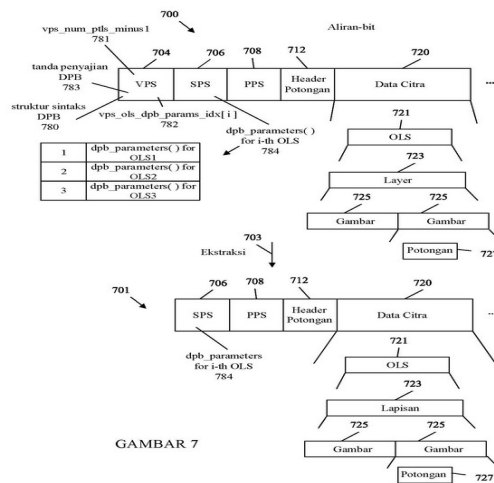 700
Aliran-bit
vps_num_ptls_minus1
781
704
706
708
712
720
tanda penyajian
DPB
783
VPS
SPS
PPS
Header
Potongan
Data Citra
...
struktur sintaks
DPB
780
vps_ols_dpb_params_idx[ i ]
782
dpb_parameters( )
for i-th OLS
784
1
dpb_parameters( ) for
OLS1
2
dpb_parameters( ) for
OLS2
3
dpb_parameters( ) for
OLS3
721
OLS
723
Layer
725
725
Gambar
Gambar
Potongan
727
703
Ekstraksi
701
706
708
712
720
SPS
PPS
Header
Potongan
Data Citra
...
dpb_parameters
for i-th OLS
784
721
OLS
723
Lapisan
725
725
Gambar
Gambar
Potongan
727
GAMBAR 7